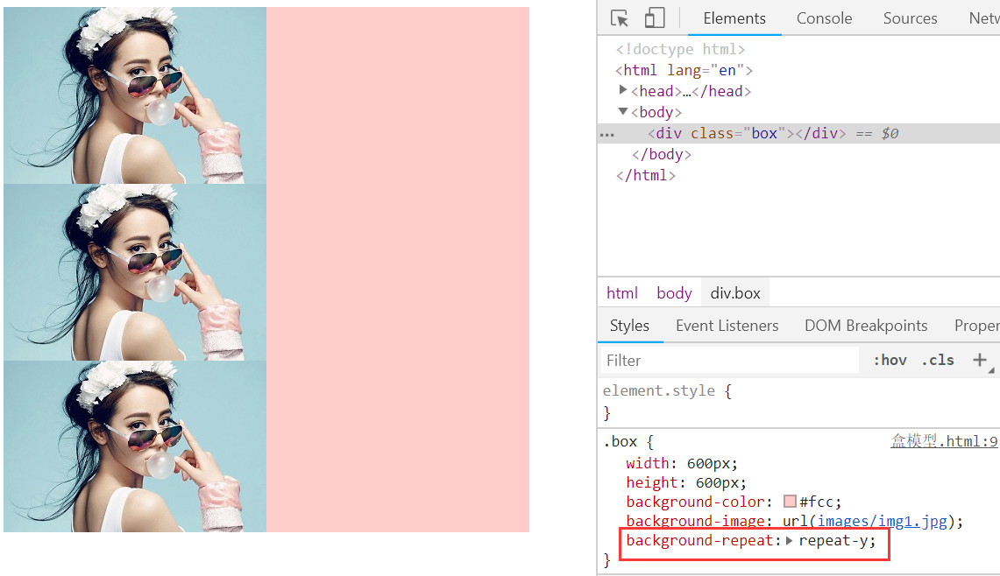 Elements Console Sources Netw
<!doctype html>
<html lang="en">
<head>…</head>
<body>
<div class="box"></div> == $0
</body>
</html>
html body div.box
Styles Event Listeners DOM Breakpoints Proper
Filter :hov .cls +
element.style {
}
.box { 盒模型.html:9
width: 600px;
height: 600px;
background-color: #fcc;
background-image: url(images/img1.jpg);
background-repeat: repeat-y;
}